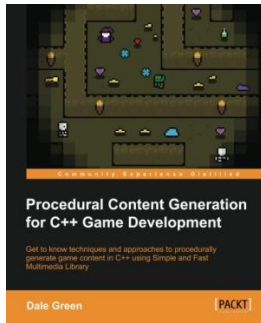 Community Experience Distilled
Procedural Content Generation
for C++ Game Development
Get to know techniques and approaches to procedurally
generate game content in C++ using Simple and Fast
Multimedia Library
Dale Green
[PACKT]